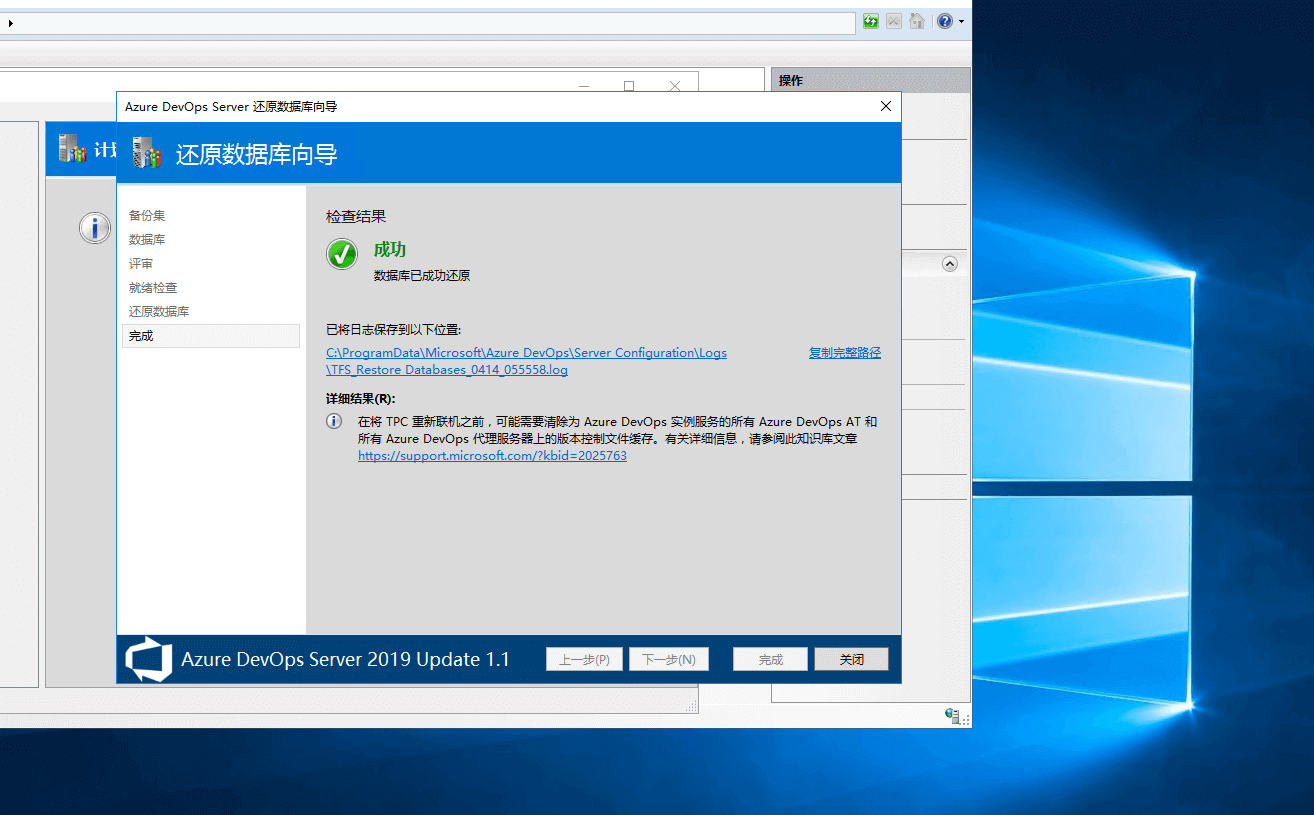 操作
Azure DevOps Server 还原数据库向导
计
还原数据库向导
备份集
数据库
评审
就绪检查
还原数据库
完成
检查结果
成功
数据库已成功还原
已将日志保存到以下位置:
C:\ProgramData\Microsoft\Azure DevOps\Server Configuration\Logs
\TFS_Restore Databases_0414_055558.log
复制完整路径
详细结果(R):
在将 TPC 重新联机之前，可能需要清除为 Azure DevOps 实例服务的所有 Azure DevOps AT 和
所有 Azure DevOps 代理服务器上的版本控制文件缓存。有关详细信息，请参阅此知识库文章
https://support.microsoft.com/?kbid=2025763
Azure DevOps Server 2019 Update 1.1
上一步(P)
下一步(N)
完成
关闭